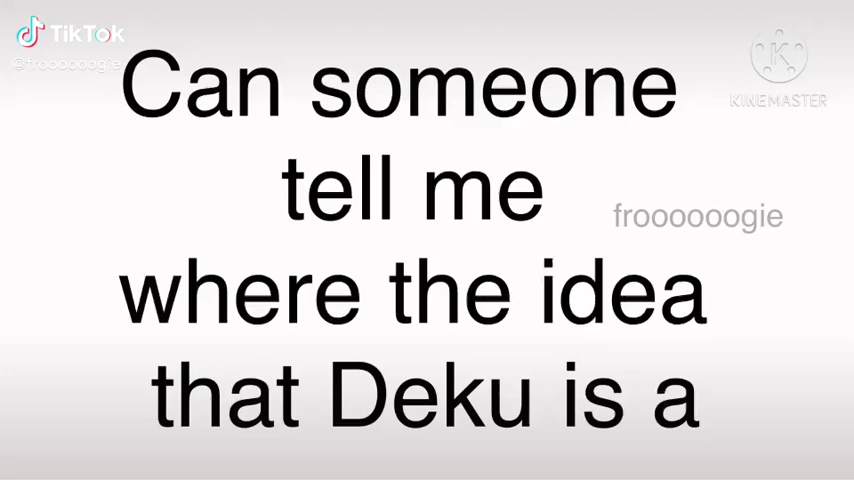 TikTok
@froooooogie
Can someone
tell me
where the idea
that Deku is a
froooooogie
KINEMASTER